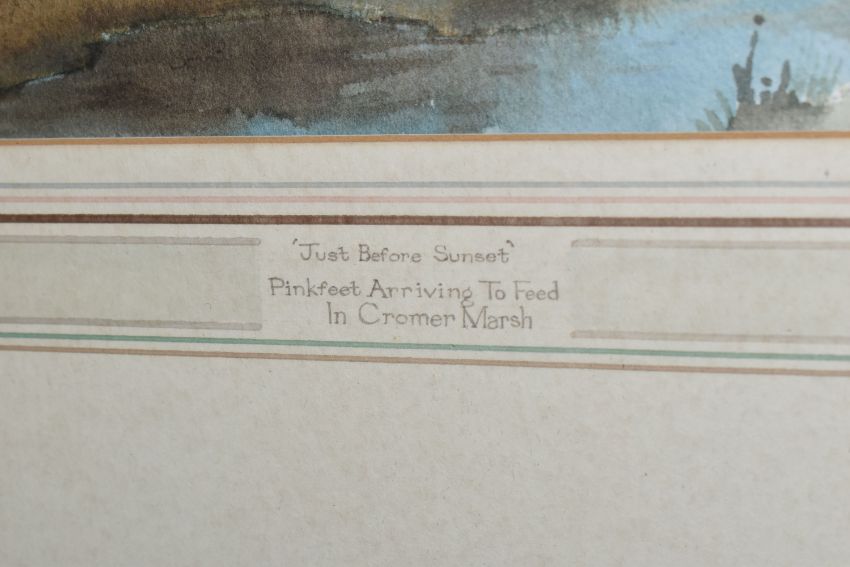 'Just Before Sunset'
Pinkfeet Arriving To Feed
In Cromer Marsh